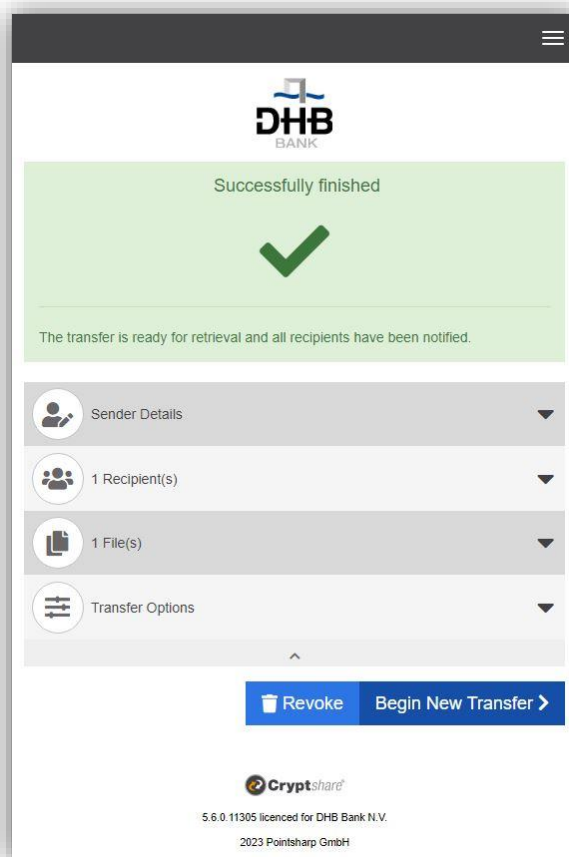 DHB
BANK
Successfully finished
The transfer is ready for retrieval and all recipients have been notified.
Sender Details
1 Recipient(s)
1 File(s)
Transfer Options
Revoke
Begin New Transfer
Cryptshare
5.6.0.11305 licenced for DHB Bank N.V.
2023 Pointsharp GmbH